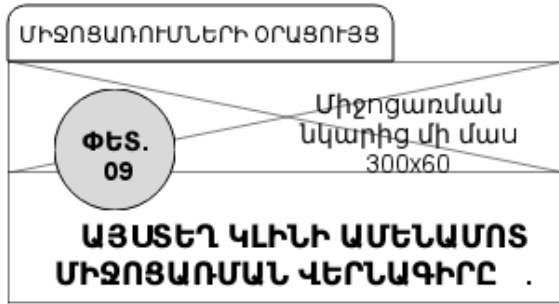 ՄԻՋՈՑԱՌՈՒՄՆԵՐԻ ՕՐԱՑՈՒՅՑ
Միջոցառման
նկարից մի մաս
300x60
ՓԵՏ.
09
ԱՅՍՏԵՂ ԿԼԻՆԻ ԱՄԵՆԱՄՈՏ
ՄԻՋՈՑԱՌՄԱՆ ՎԵՐՆԱԳԻՐԸ .